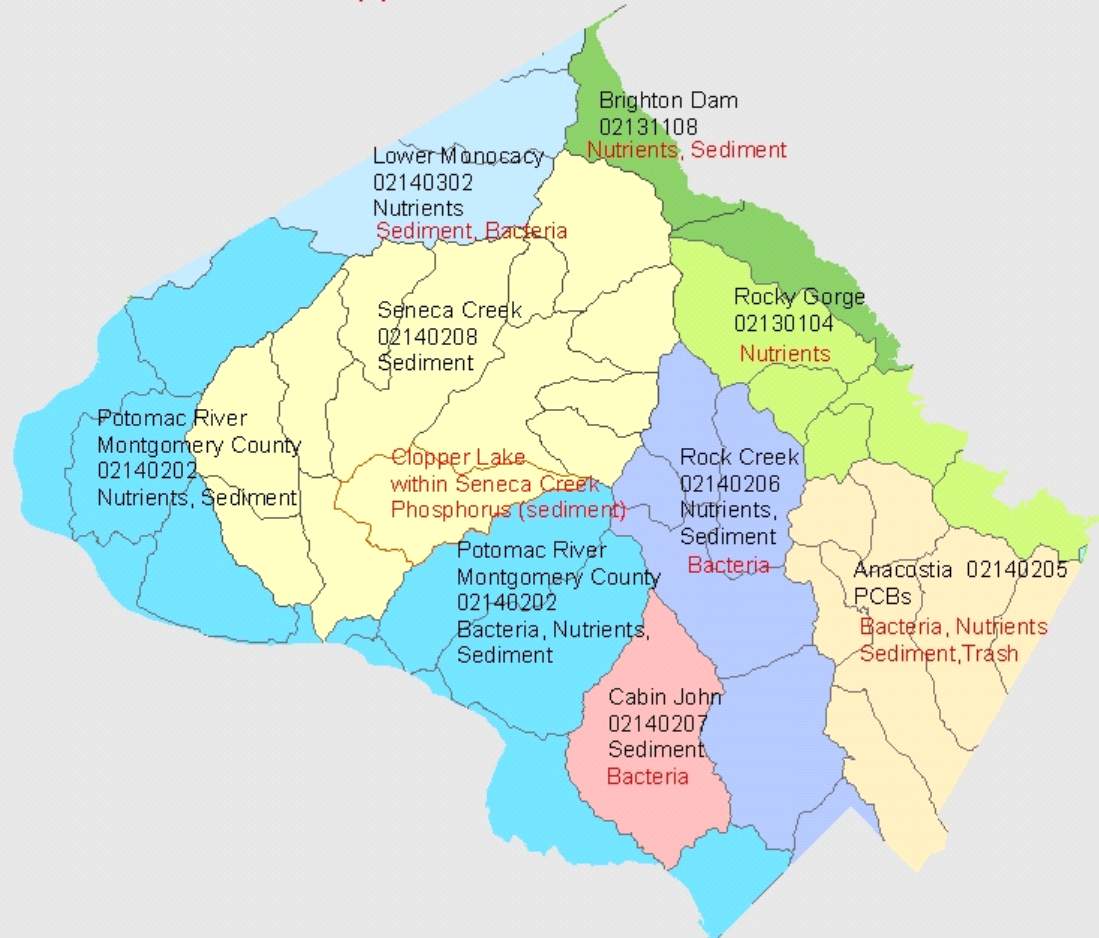 Brighton Dam
02131108
Nutrients, Sediment
Lower Monocacy
02140302
Nutrients
Sediment, Bacteria
Seneca Creek
02140208
Sediment
Rocky Gorge
02130104
Nutrients
Potomac River
Montgomery County
02140202
Nutrients, Sediment
Clopper Lake
within Seneca Creek
Phosphorus (sediment)
Rock Creek
02140206
Nutrients,
Sediment
Bacteria
Potomac River
Montgomery County
02140202
Bacteria, Nutrients,
Sediment
Anacostia 02140205
PCBs
Bacteria, Nutrients
Sediment,Trash
Cabin John
02140207
Sediment
Bacteria